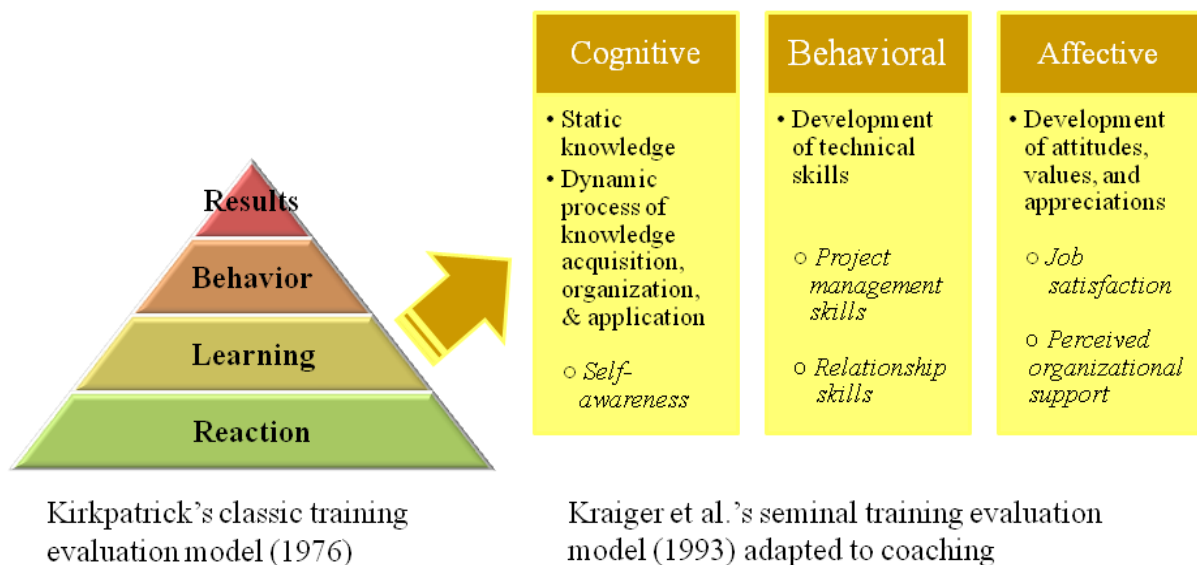 Results
Behavior
Learning
Reaction
Kirkpatrick’s classic training
evaluation model (1976)
Cognitive
• Static
knowledge
• Dynamic
process of
knowledge
acquisition,
organization,
& application
○ Self-
awareness
Behavioral
• Development
of technical
skills
○ Project
management
skills
○ Relationship
skills
Affective
• Development
of attitudes,
values, and
appreciations
○ Job
satisfaction
○ Perceived
organizational
support
Kraiger et al.’s seminal training evaluation
model (1993) adapted to coaching